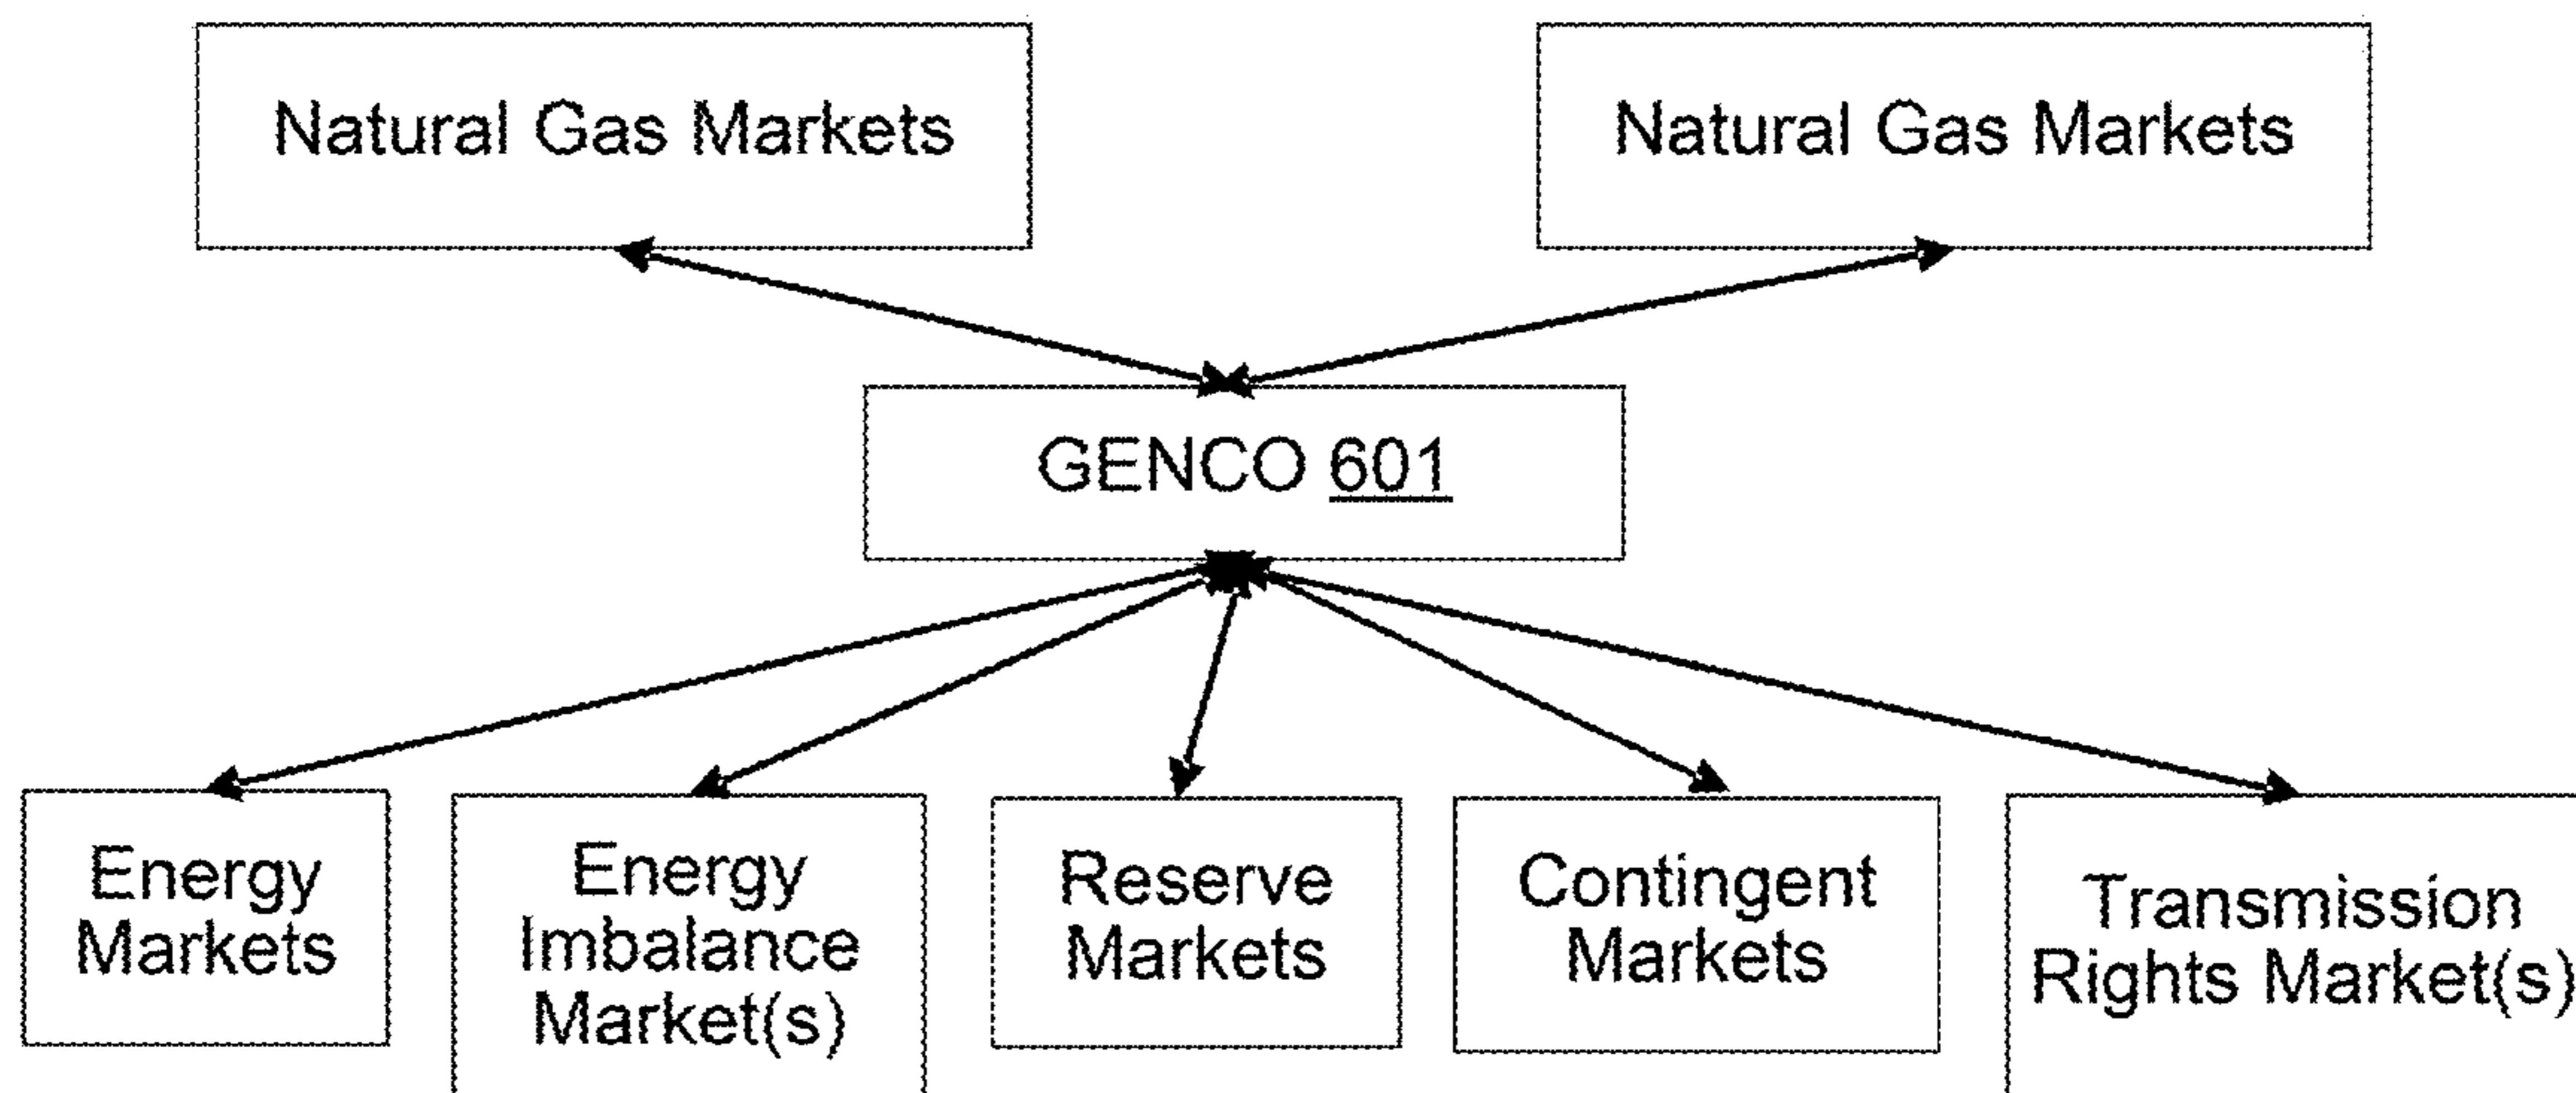 Natural Gas Markets
Natural Gas Markets
GENCO 601
Energy
Markets
Energy
Imbalance
Market(s)
Reserve
Markets
Contingent
Markets
Transmission
Rights Market(s)